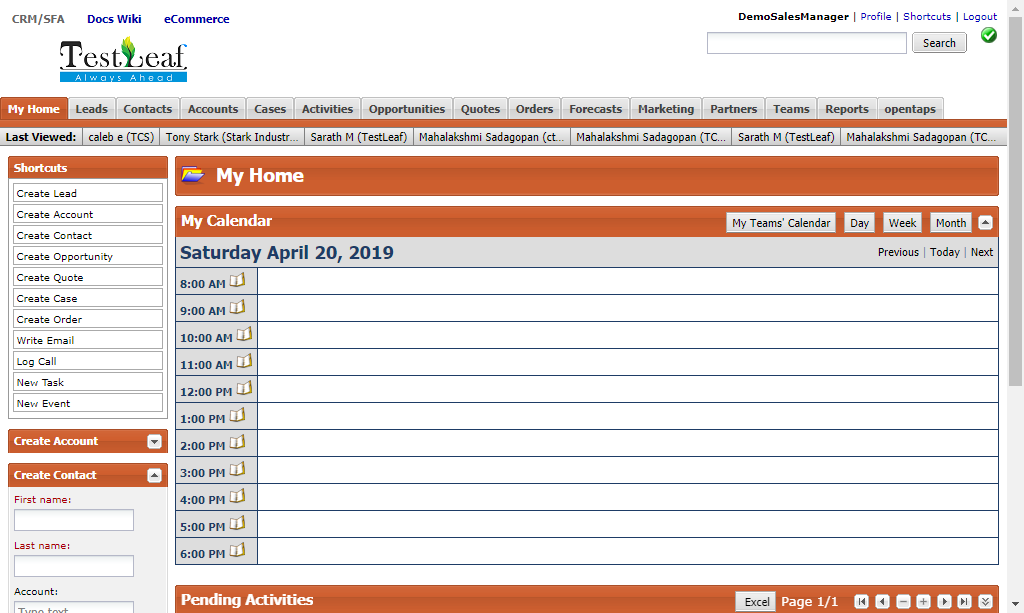 CRM/SFA Docs Wiki eCommerce
DemoSalesManager | Profile | Shortcuts | Logout
Search
TestLeaf
Always Ahead
My Home Leads Contacts Accounts Cases Activities Opportunities Quotes Orders Forecasts Marketing Partners Teams Reports opentaps
Last Viewed: caleb e (TCS) Tony Stark (Stark Industr... Sarath M (TestLeaf) Mahalakshmi Sadagopan (ct... Mahalakshmi Sadagopan (TC... Sarath M (TestLeaf) Mahalakshmi Sadagopan (TC...
Shortcuts
Create Lead
Create Account
Create Contact
Create Opportunity
Create Quote
Create Case
Create Order
Write Email
Log Call
New Task
New Event
Create Account
Create Contact
First name:
Last name:
Account:
Type text
My Home
My Calendar
My Teams' Calendar Day Week Month
Saturday April 20, 2019
Previous | Today | Next
8:00 AM
9:00 AM
10:00 AM
11:00 AM
12:00 PM
1:00 PM
2:00 PM
3:00 PM
4:00 PM
5:00 PM
6:00 PM
Pending Activities
Excel Page 1/1